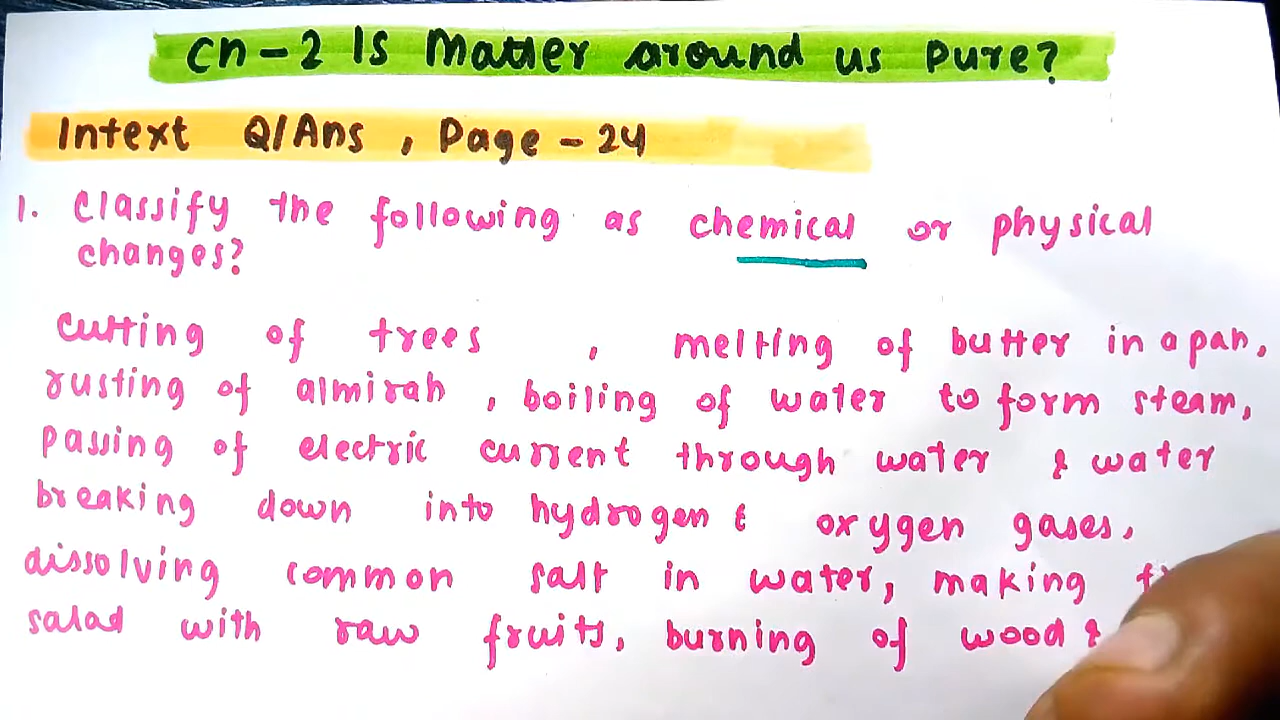 Cn-2 Is Matter around us Pure?
Intext Q/Ans, Page-24
1. Classify the following as chemical or physical
changes?
cutting of trees, melting of butter in a pan,
rusting of almirah, boiling of water to form steam,
Passing of electric current through water & water
breaking down into hydrogen & oxygen gases,
dissolving common salt in water, making
salad with raw fruits, burning of wood &